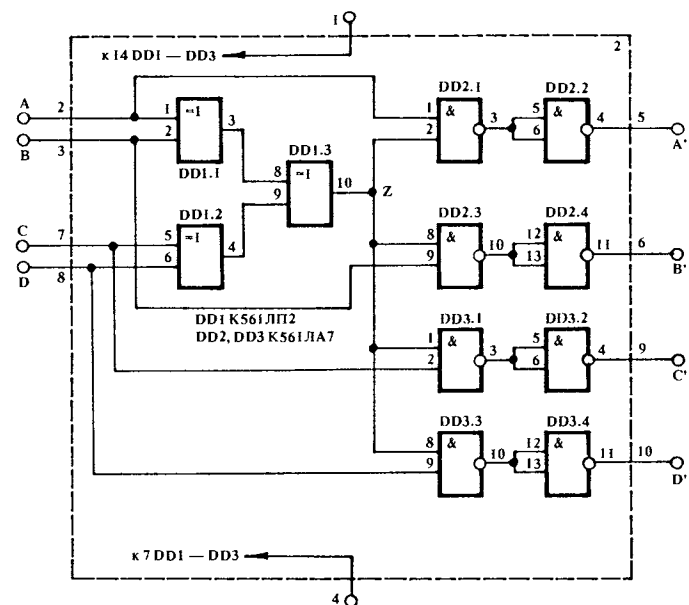 1
к 14 DD1 — DD3
2
DD2.1
DD2.2
A
2
1
=1
3
1
&
3
5
&
4
5
B
3
2
2
6
A'
DD1.1
DD1.3
8
=1
10
Z
9
DD1.2
DD2.3
DD2.4
C
7
5
=1
4
8
&
10
12
&
11
6
D
8
6
9
13
B'
DD1 К561ЛП2
DD2, DD3 К561ЛА7
DD3.1
DD3.2
1
&
3
5
&
4
9
2
6
C'
DD3.3
DD3.4
8
&
10
12
&
11
10
9
13
D'
к 7 DD1 — DD3
4